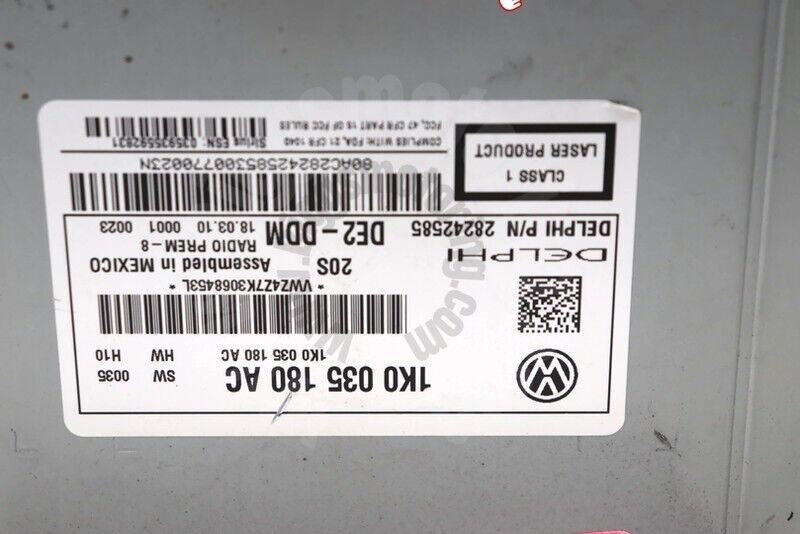 1K0 035 180 AC
1K0 035 180 AC HW H10
SW 0035
* VWZ4Z7K3068453L *
DELPHI
20S Assembled in MEXICO
RADIO PREM-8
DELPHI P/N 28242585 DE2-DDM 18.03.10 0001 0023
CLASS 1
LASER PRODUCT
80AC28242585300770023N
COMPLIES WITH: FDA, 21 CFR 1040
FCC, 47 CFR PART 15 OF FCC RULES
Sirius ESN: 035935592831